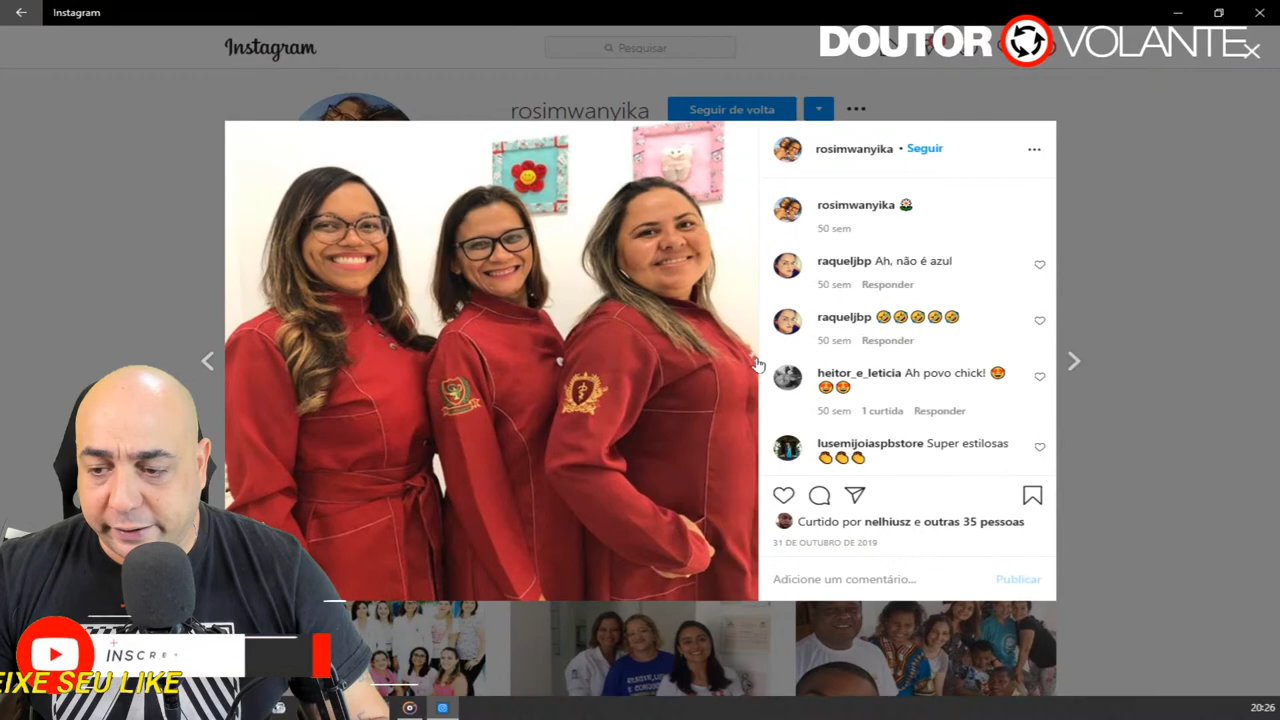 Instagram
DOUTOR VOLANTE
Instagram
Pesquisar
rosimwanyika Seguir de volta
rosimwanyika • Seguir
rosimwanyika
50 sem
raqueljbp Ah, não é azul
50 sem Responder
raqueljbp 🤣🤣🤣🤣🤣
50 sem Responder
heitor_e_leticia Ah povo chick! 😍
😍😍
50 sem 1 curtida Responder
lusemijoiaspbstore Super estilosas
👏👏👏
Curtido por nelhiusz e outras 35 pessoas
31 DE OUTUBRO DE 2019
Adicione um comentário... Publicar
INSCRE
EIXE SEU LIKE
20:26